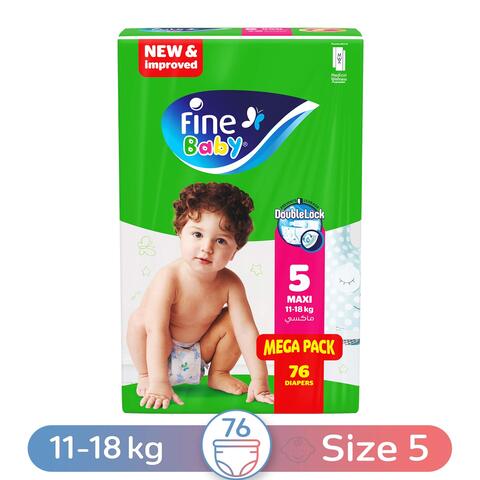 NEW &
improved
Fine
Baby®
DoubleLock
5
MAXI
11-18 kg
ماكسي
MEGA PACK
76
DIAPERS
11-18 kg
76
Size 5